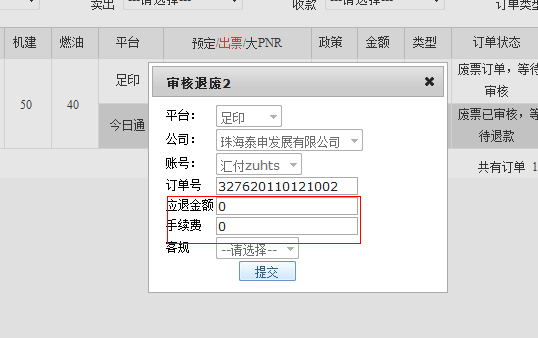 卖出 ---请选择--- 收款 ---请选择--- 订单类型
机建 燃油 平台 预定/出票/大PNR 政策 金额 类型 订单状态
50 40 足印 废票订单，等待审核
今日通 废票已审核，等待退款
共有订单 1
审核退废2
平台： 足印
公司： 珠海泰申发展有限公司
账号： 汇付zuhts
订单号 327620110121002
应退金额 0
手续费 0
客规 --请选择--
提交